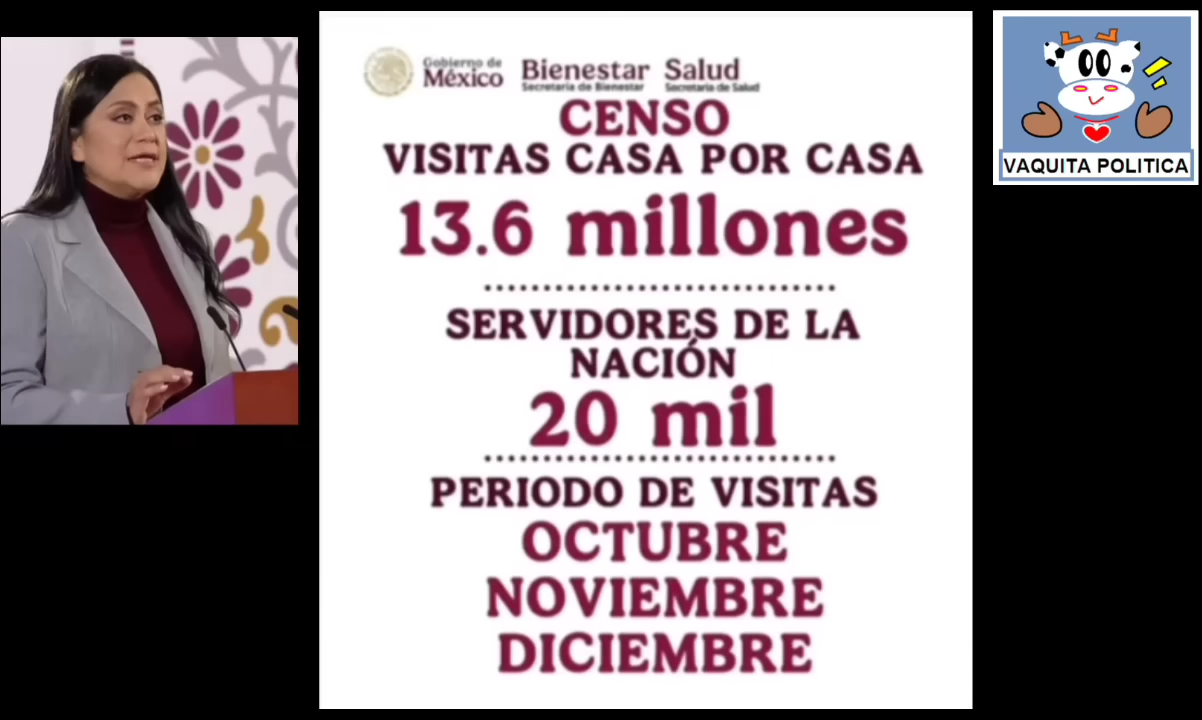 Gobierno de
México
Bienestar
Secretaría de Bienestar
Salud
Secretaría de Salud
CENSO
VISITAS CASA POR CASA
13.6 millones
SERVIDORES DE LA
NACIÓN
20 mil
PERIODO DE VISITAS
OCTUBRE
NOVIEMBRE
DICIEMBRE
VAQUITA POLITICA